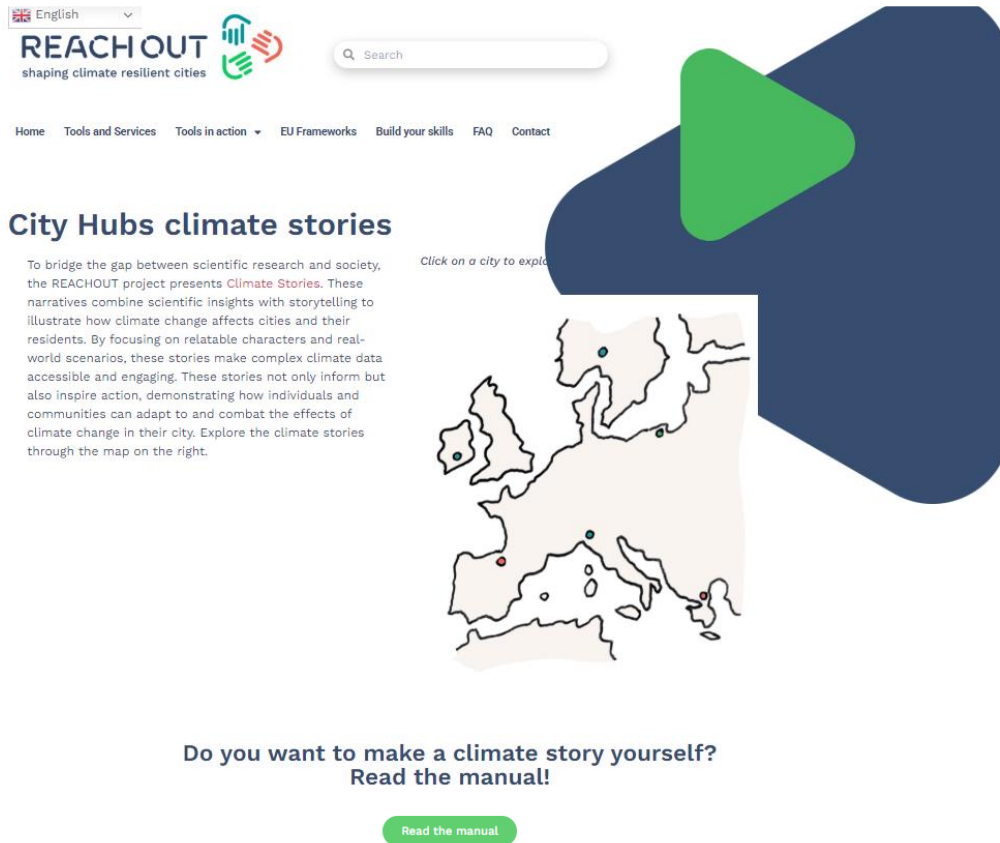 English
REACHOUT
shaping climate resilient cities
Search
Home Tools and Services Tools in action EU Frameworks Build your skills FAQ Contact
City Hubs climate stories
To bridge the gap between scientific research and society,
the REACHOUT project presents Climate Stories. These
narratives combine scientific insights with storytelling to
illustrate how climate change affects cities and their
residents. By focusing on relatable characters and real-
world scenarios, these stories make complex climate data
accessible and engaging. These stories not only inform but
also inspire action, demonstrating how individuals and
communities can adapt to and combat the effects of
climate change in their city. Explore the climate stories
through the map on the right.
Click on a city to
Do you want to make a climate story yourself?
Read the manual!
Read the manual